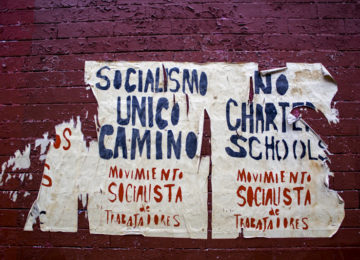 SOCIALISMO
UNICO
CAMINO
MOVIMIENTO
SOCIALISTA
de
TRABAJADORES
NO
CHARTER
SCHOOLS
MOVIMIENTO
SOCIALISTA
de
TRABAJADORES